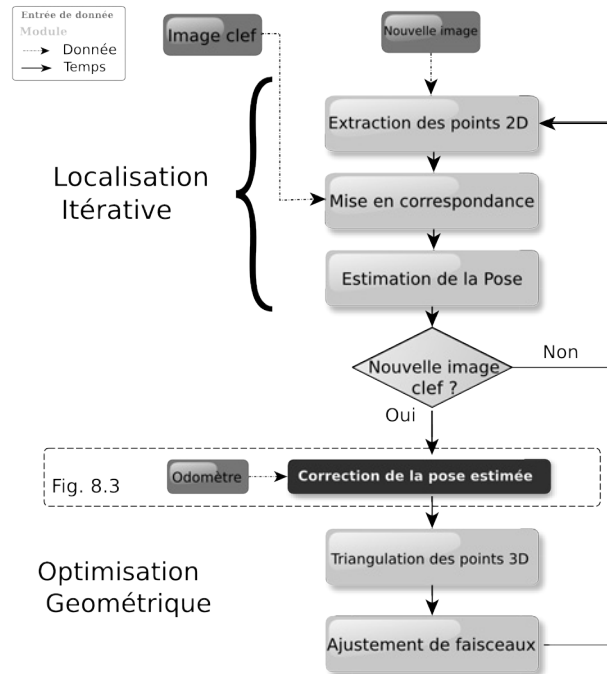 Entrée de donnée
Module
Donnée
Temps
Image clef
Nouvelle image
Extraction des points 2D
Localisation
Itérative
Mise en correspondance
Estimation de la Pose
Nouvelle image
clef ?
Non
Oui
Fig. 8.3
Odomètre
Correction de la pose estimée
Triangulation des points 3D
Optimisation
Geométrique
Ajustement de faisceaux